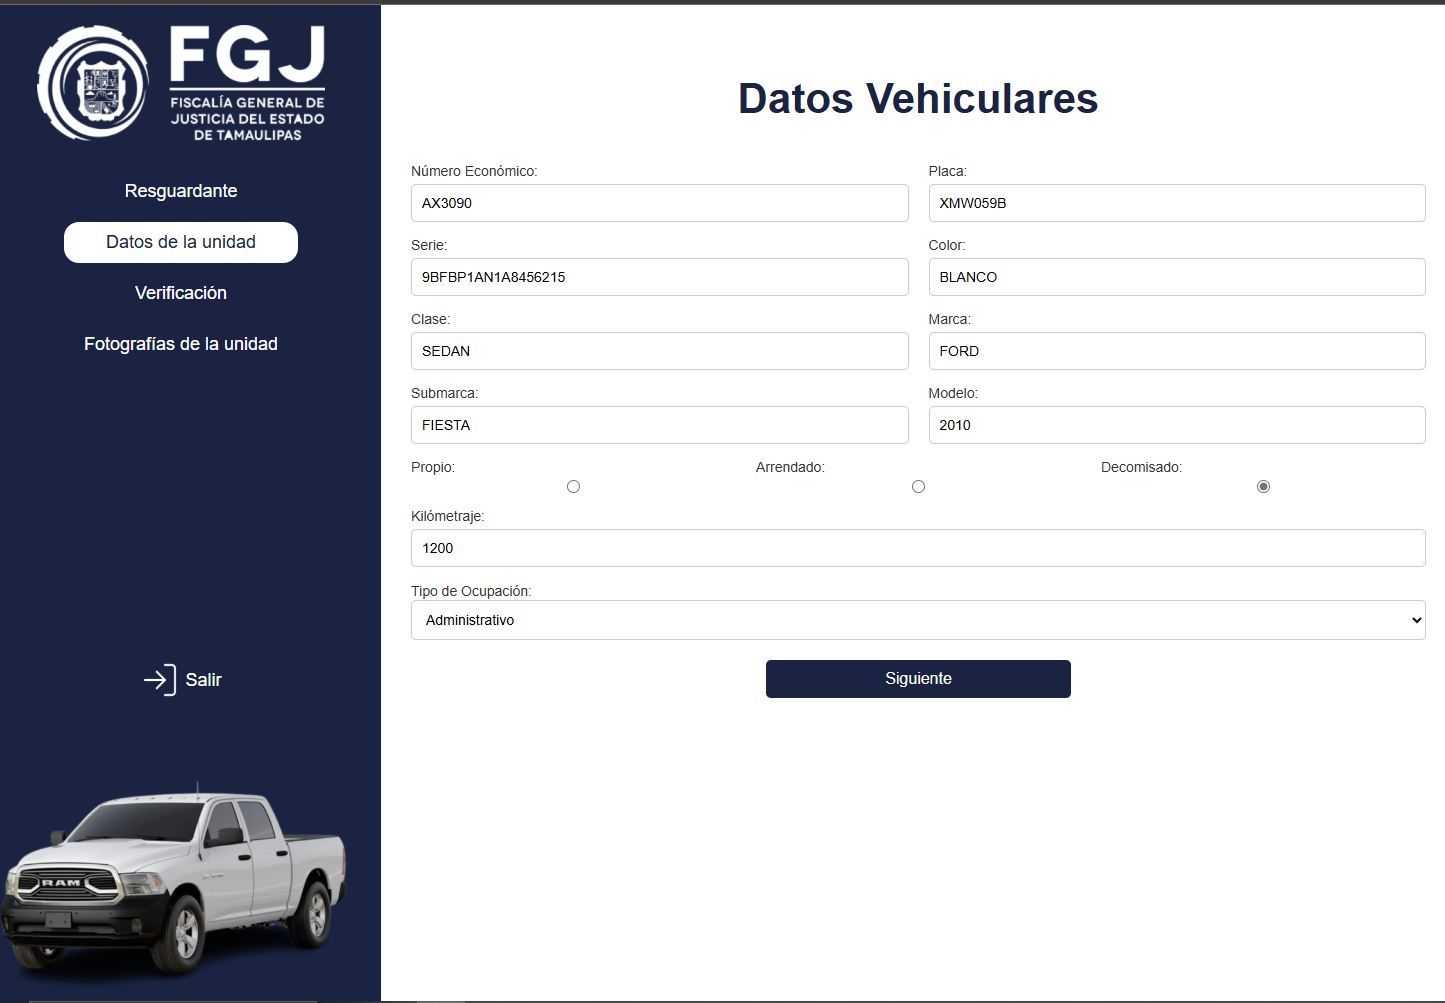 FGJ
FISCALÍA GENERAL DE
JUSTICIA DEL ESTADO
DE TAMAULIPAS
Resguardante
Datos de la unidad
Verificación
Fotografías de la unidad
Salir
RAM
Datos Vehiculares
Número Económico:
AX3090
Placa:
XMW059B
Serie:
9BFBP1AN1A8456215
Color:
BLANCO
Clase:
SEDAN
Marca:
FORD
Submarca:
FIESTA
Modelo:
2010
Propio:
Arrendado:
Decomisado:
Kilómetraje:
1200
Tipo de Ocupación:
Administrativo
Siguiente